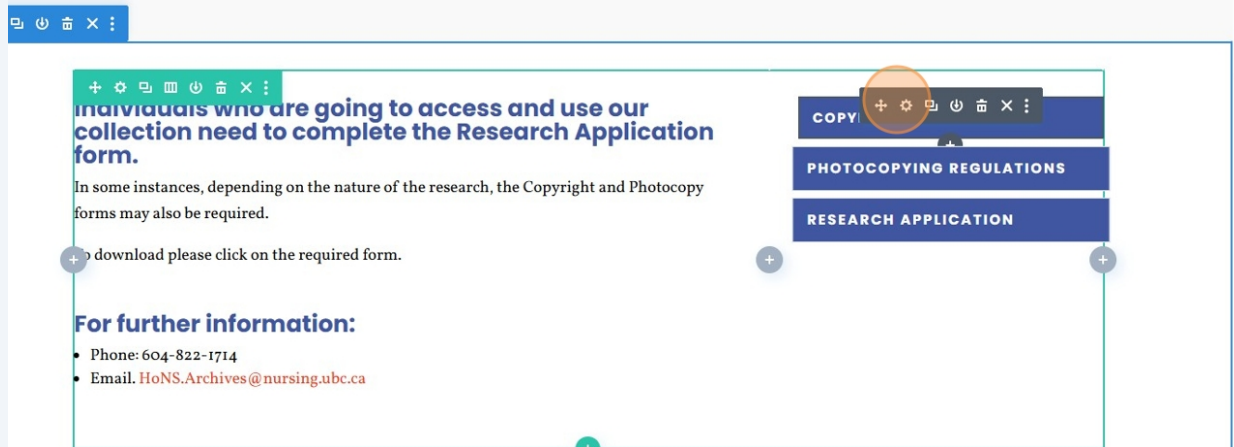 Individuals who are going to access and use our
collection need to complete the Research Application
form.
In some instances, depending on the nature of the research, the Copyright and Photocopy
forms may also be required.
download please click on the required form.
For further information:
• Phone: 604-822-1714
• Email. HoNS.Archives@nursing.ubc.ca
COPY
PHOTOCOPYING REGULATIONS
RESEARCH APPLICATION